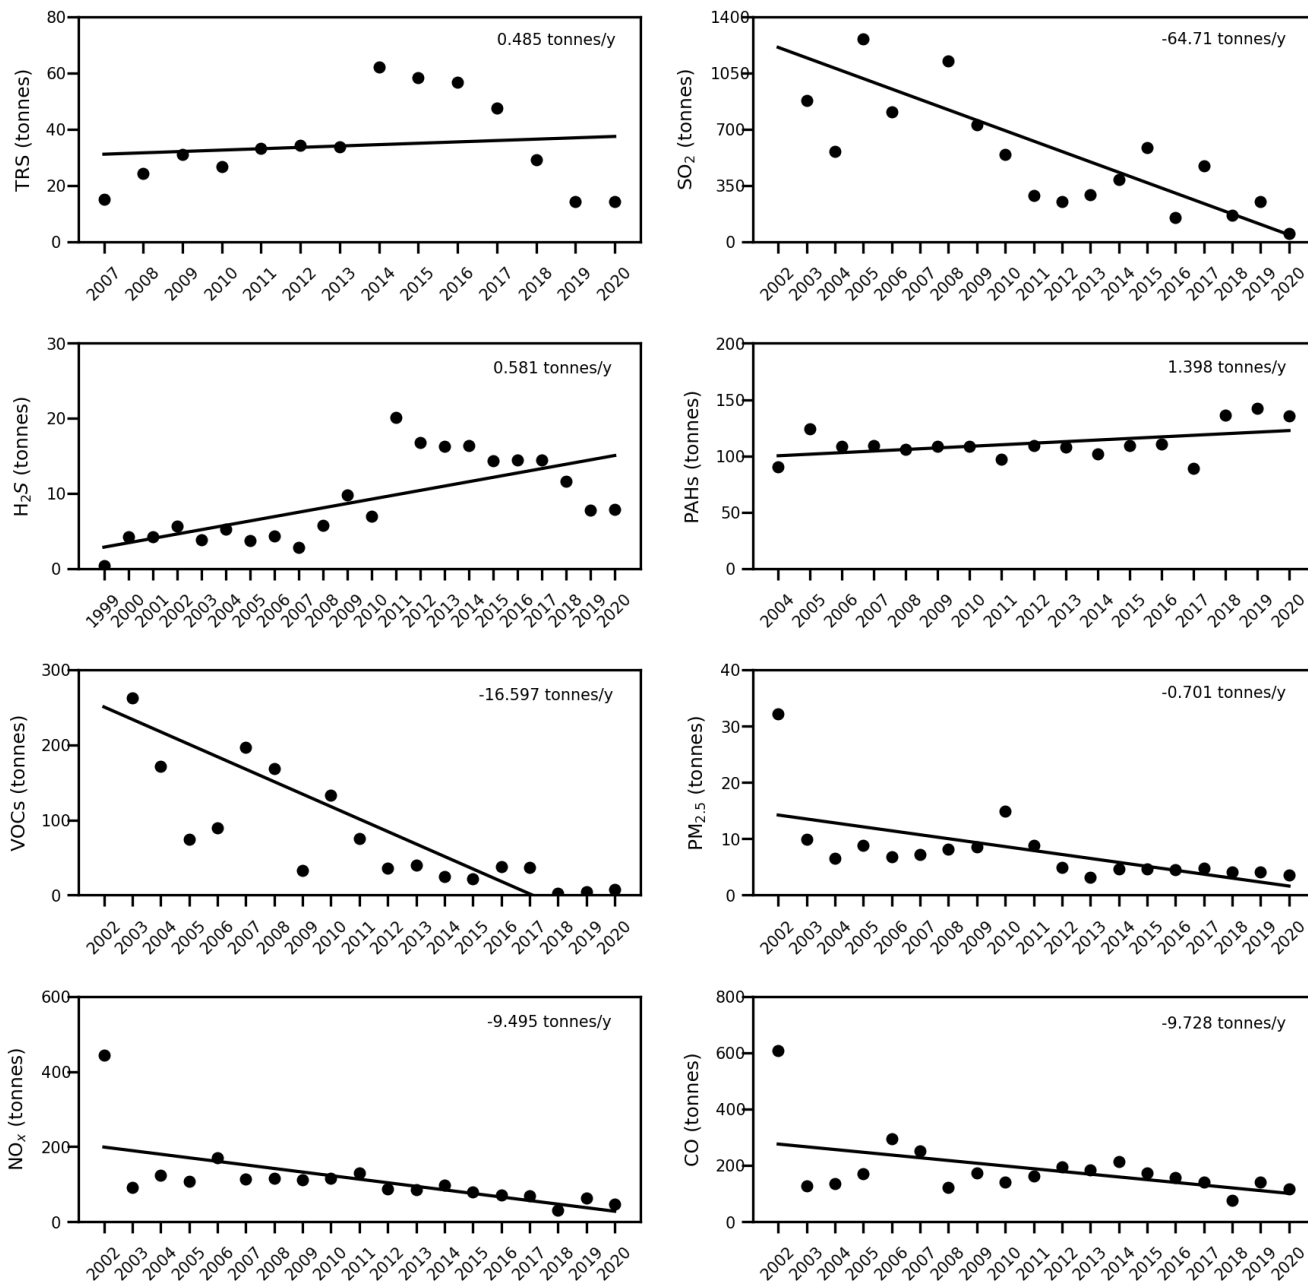 80
60
40
20
0
TRS (tonnes)
0.485 tonnes/y
2007 2008 2009 2010 2011 2012 2013 2014 2015 2016 2017 2018 2019 2020
1400
1050
700
350
0
SO₂ (tonnes)
-64.71 tonnes/y
2002 2003 2004 2005 2006 2007 2008 2009 2010 2011 2012 2013 2014 2015 2016 2017 2018 2019 2020
30
20
10
0
H₂S (tonnes)
0.581 tonnes/y
1999 2000 2001 2002 2003 2004 2005 2006 2007 2008 2009 2010 2011 2012 2013 2014 2015 2016 2017 2018 2019 2020
200
150
100
50
0
PAHs (tonnes)
1.398 tonnes/y
2004 2005 2006 2007 2008 2009 2010 2011 2012 2013 2014 2015 2016 2017 2018 2019 2020
300
200
100
0
VOCs (tonnes)
-16.597 tonnes/y
2002 2003 2004 2005 2006 2007 2008 2009 2010 2011 2012 2013 2014 2015 2016 2017 2018 2019 2020
40
30
20
10
0
PM₂.₅ (tonnes)
-0.701 tonnes/y
2002 2003 2004 2005 2006 2007 2008 2009 2010 2011 2012 2013 2014 2015 2016 2017 2018 2019 2020
600
400
200
0
NOₓ (tonnes)
-9.495 tonnes/y
2002 2003 2004 2005 2006 2007 2008 2009 2010 2011 2012 2013 2014 2015 2016 2017 2018 2019 2020
800
600
400
200
0
CO (tonnes)
-9.728 tonnes/y
2002 2003 2004 2005 2006 2007 2008 2009 2010 2011 2012 2013 2014 2015 2016 2017 2018 2019 2020